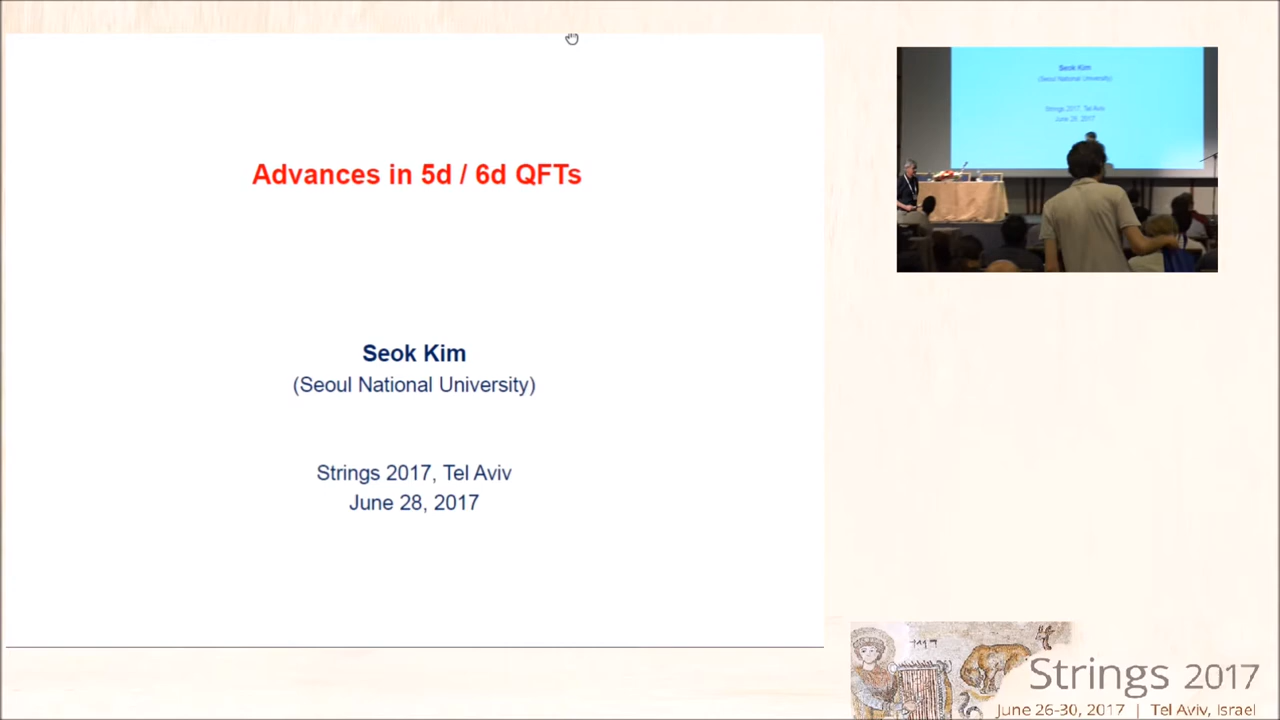 Advances in 5d / 6d QFTs
Seok Kim
(Seoul National University)
Strings 2017, Tel Aviv
June 28, 2017
Seok Kim
(Seoul National University)
Strings 2017, Tel Aviv
June 28, 2017
Strings 2017
June 26-30, 2017 | Tel Aviv, Israel